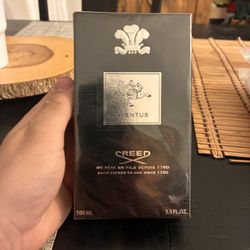 AVENTUS
CREED
DE PÈRE EN FILS DEPUIS 1760
FROM FATHER TO SON SINCE 1760
100 ML
3.3 FL.OZ.